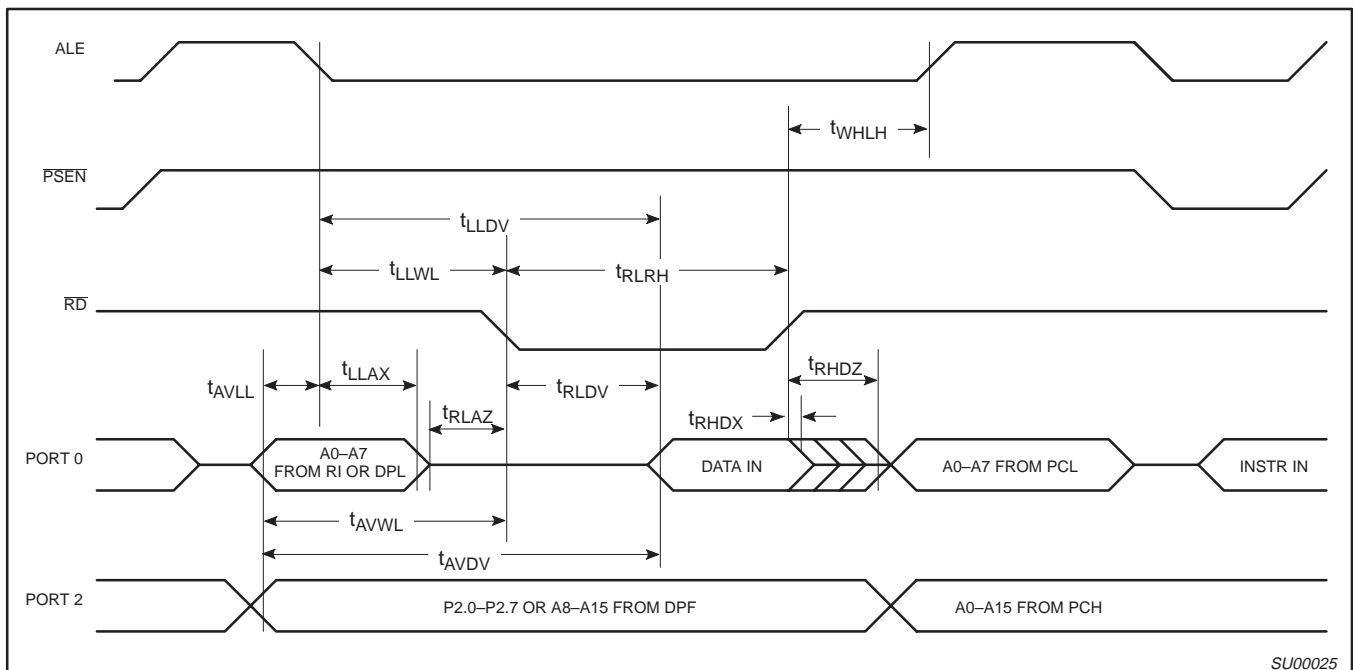 ALE
tWHLH
PSEN
tLLDV
tLLWL
tRLRH
RD
tAVLL
tLLAX
tRLAZ
tRLDV
tRHDZ
tRHDX
PORT 0
A0–A7
FROM RI OR DPL
DATA IN
A0–A7 FROM PCL
INSTR IN
tAVWL
tAVDV
PORT 2
P2.0–P2.7 OR A8–A15 FROM DPF
A0–A15 FROM PCH
SU00025